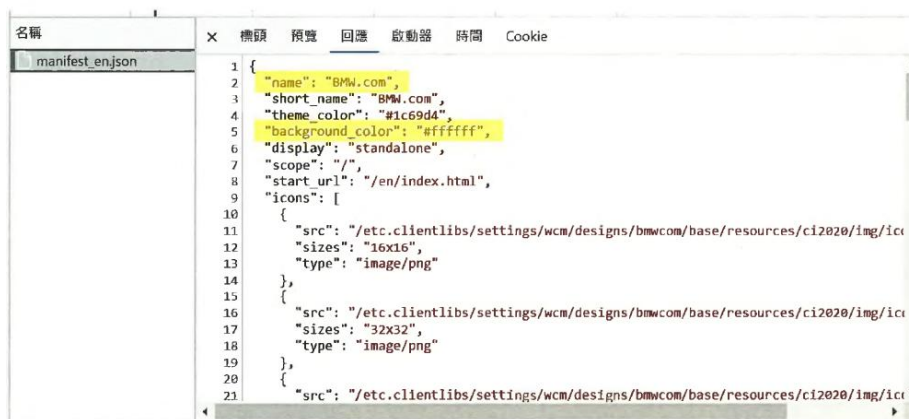 名稱
× 標頭 預覽 回應 啟動器 時間 Cookie
manifest_en.json
1 {
2 "name": "BMW.com",
3 "short_name": "BMW.com",
4 "theme_color": "#1c69d4",
5 "background_color": "#ffffff",
6 "display": "standalone",
7 "scope": "/",
8 "start_url": "/en/index.html",
9 "icons": [
10 {
11 "src": "/etc.clientlibs/settings/wcm/designs/bmwcom/base/resources/ci2020/img/ico
12 "sizes": "16x16",
13 "type": "image/png"
14 },
15 {
16 "src": "/etc.clientlibs/settings/wcm/designs/bmwcom/base/resources/ci2020/img/ico
17 "sizes": "32x32",
18 "type": "image/png"
19 },
20 {
21 "src": "/etc.clientlibs/settings/wcm/designs/bmwcom/base/resources/ci2020/img/ico